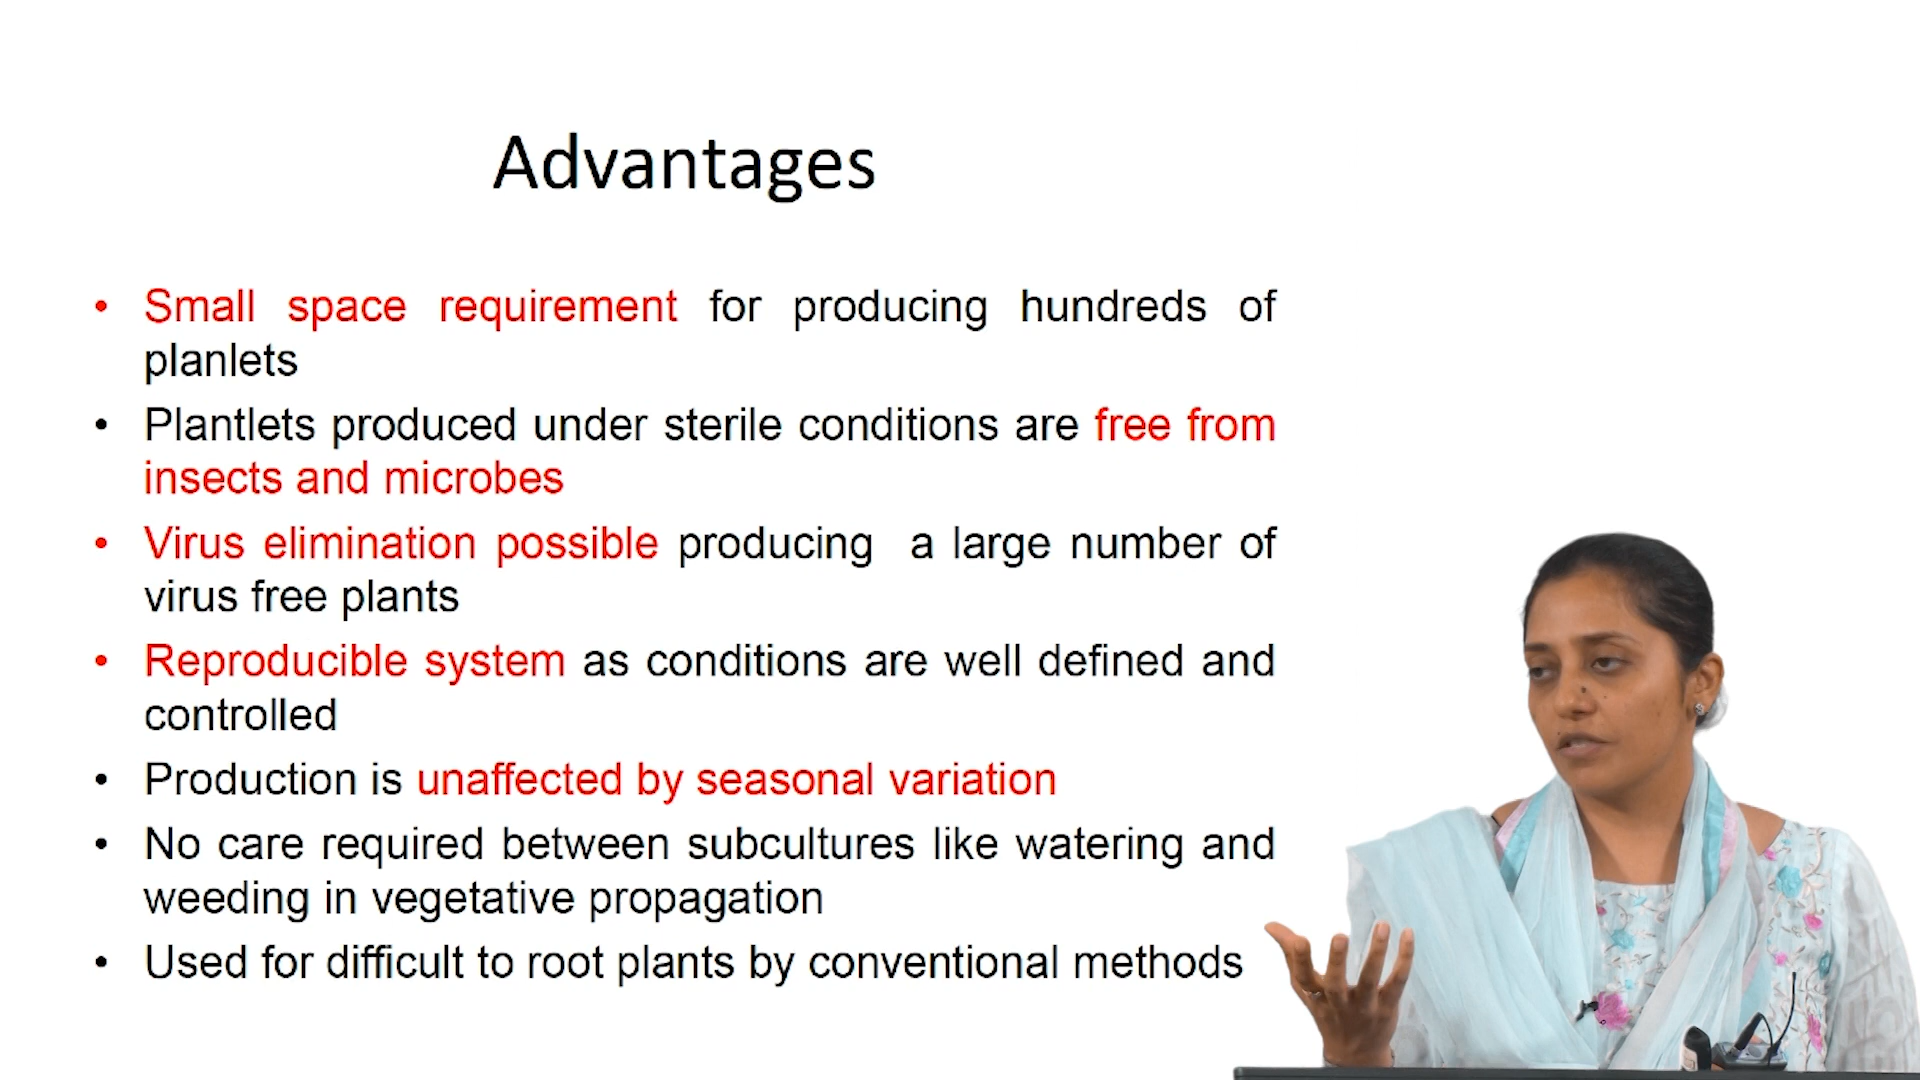 Advantages
• Small space requirement for producing hundreds of
planlets
• Plantlets produced under sterile conditions are free from
insects and microbes
• Virus elimination possible producing a large number of
virus free plants
• Reproducible system as conditions are well defined and
controlled
• Production is unaffected by seasonal variation
• No care required between subcultures like watering and
weeding in vegetative propagation
• Used for difficult to root plants by conventional methods